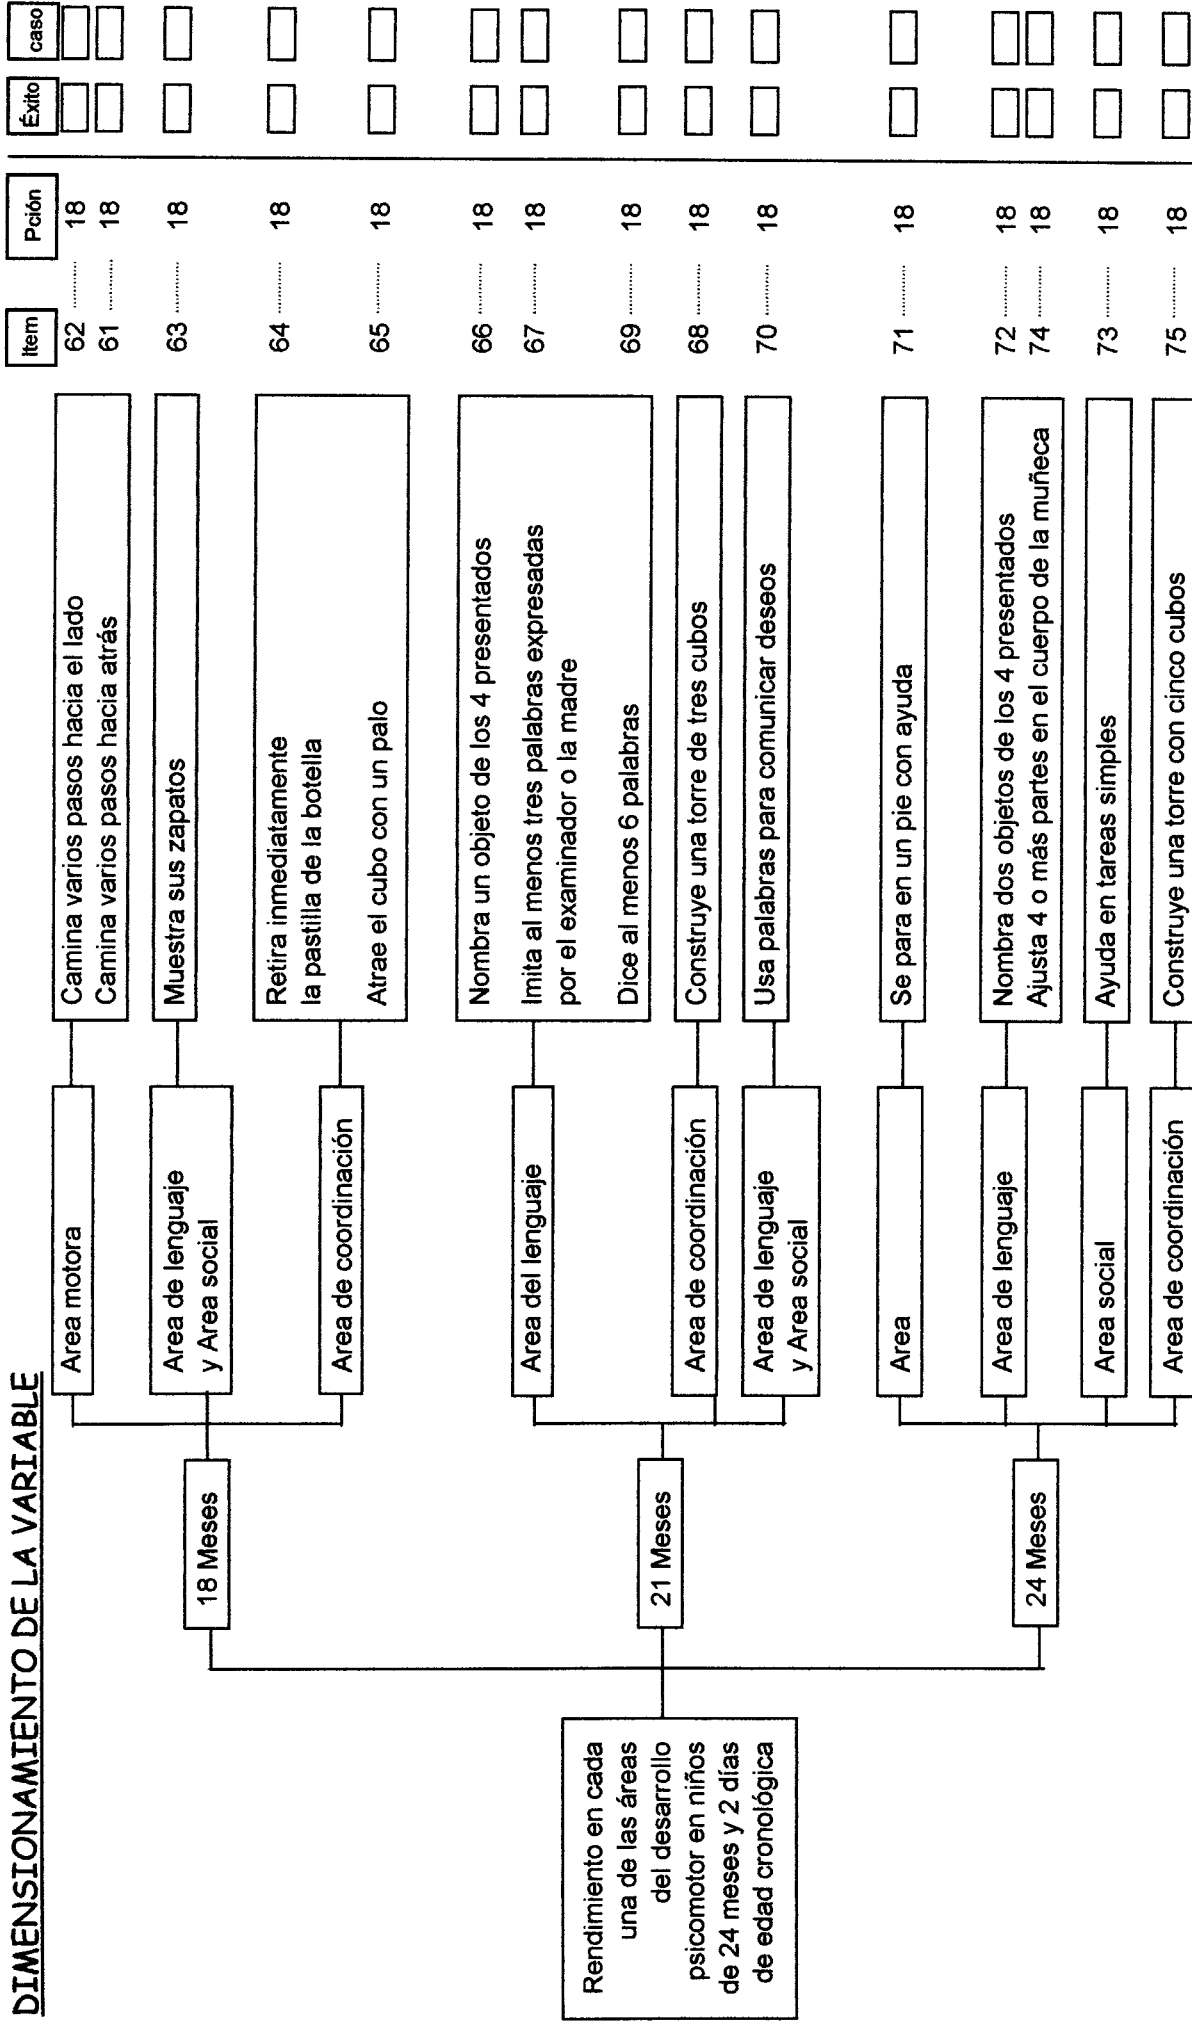 DIMENSIONAMIENTO DE LA VARIABLE
Item Pción Éxito caso
Rendimiento en cada
una de las áreas
del desarrollo
psicomotor en niños
de 24 meses y 2 días
de edad cronológica
18 Meses
Area motora
Camina varios pasos hacia el lado 62 ........... 18
Camina varios pasos hacia atrás 61 ........... 18
Area de lenguaje
y Area social
Muestra sus zapatos 63 ........... 18
Area de coordinación
Retira inmediatamente 64 ........... 18
la pastilla de la botella
Atrae el cubo con un palo 65 ........... 18
21 Meses
Area del lenguaje
Nombra un objeto de los 4 presentados 66 ........... 18
Imita al menos tres palabras expresadas 67 ........... 18
por el examinador o la madre
Dice al menos 6 palabras 69 ........... 18
Area de coordinación
Construye una torre de tres cubos 68 ........... 18
Area de lenguaje
y Area social
Usa palabras para comunicar deseos 70 ........... 18
24 Meses
Area
Se para en un pie con ayuda 71 ........... 18
Area de lenguaje
Nombra dos objetos de los 4 presentados 72 ........... 18
Ajusta 4 o más partes en el cuerpo de la muñeca 74 ........... 18
Area social
Ayuda en tareas simples 73 ........... 18
Area de coordinación
Construye una torre con cinco cubos 75 ........... 18